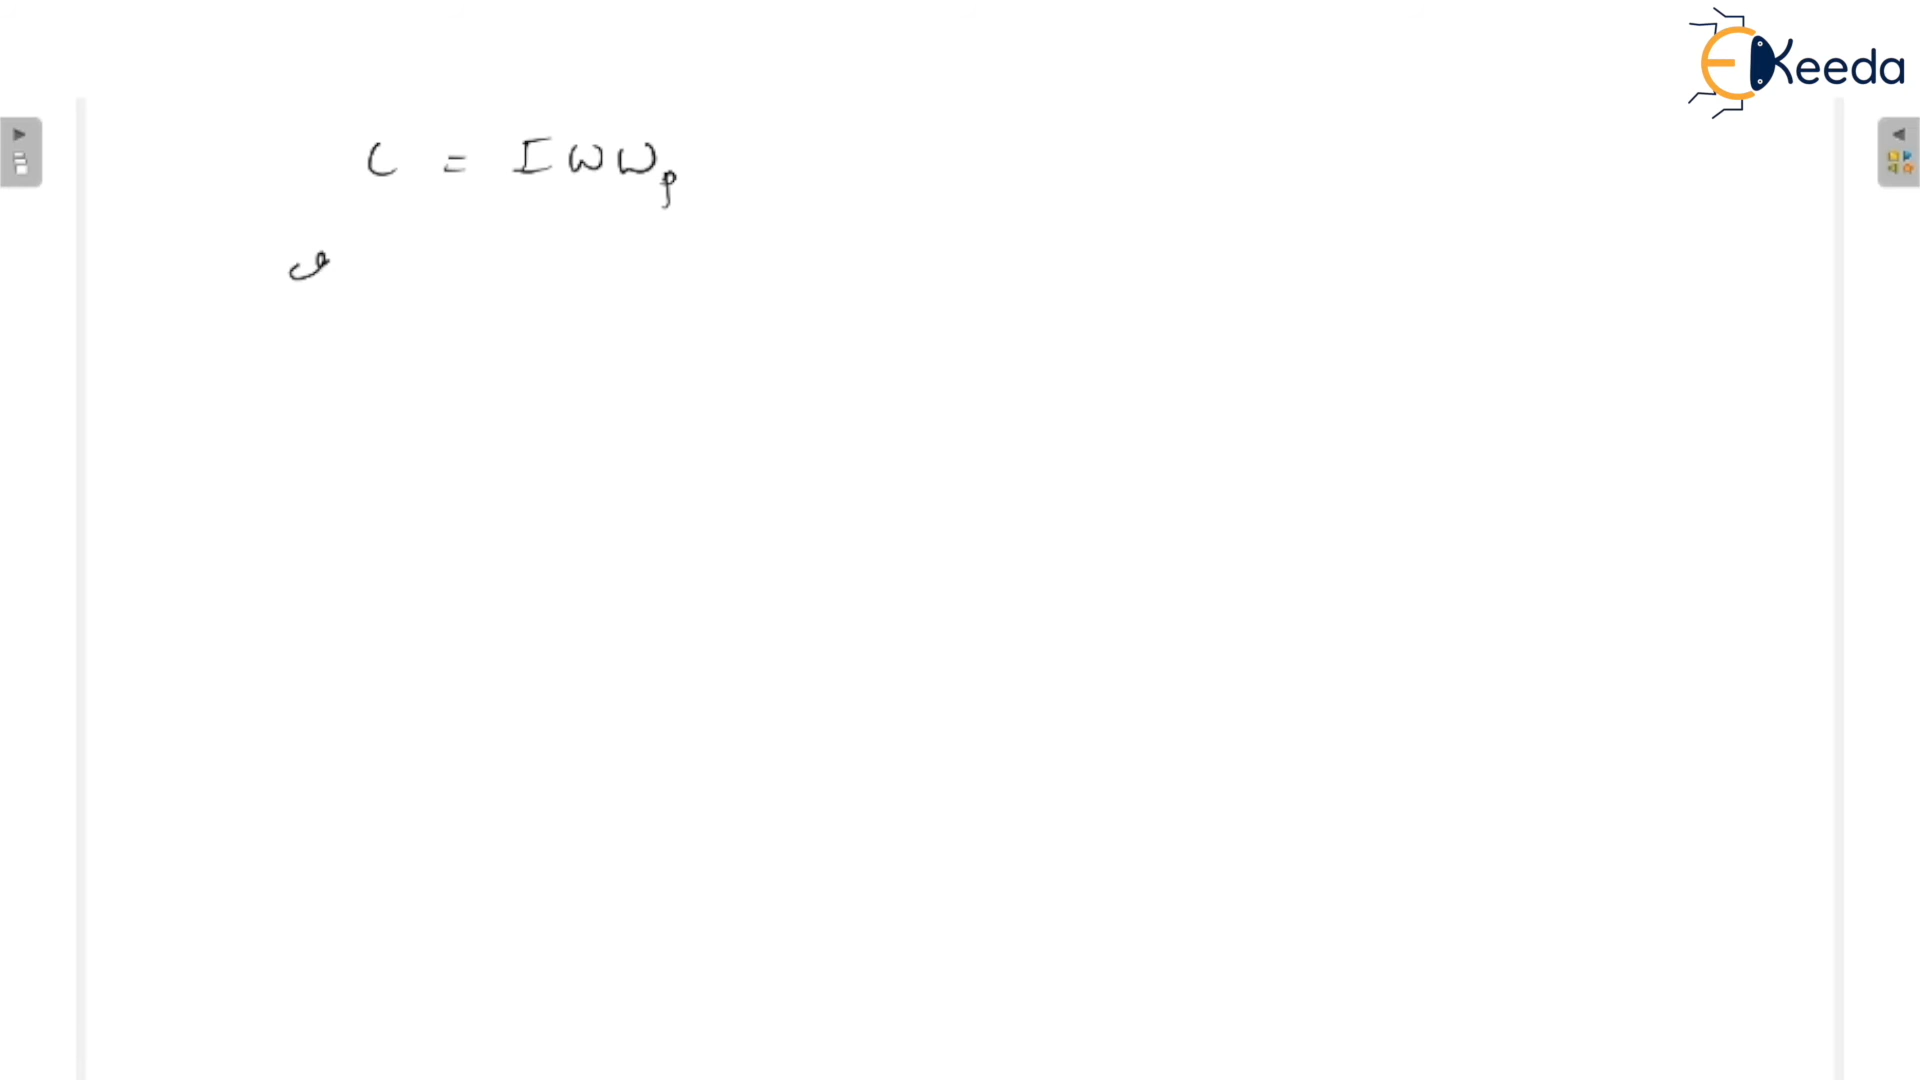 EKeeda
C = I ω ω_p